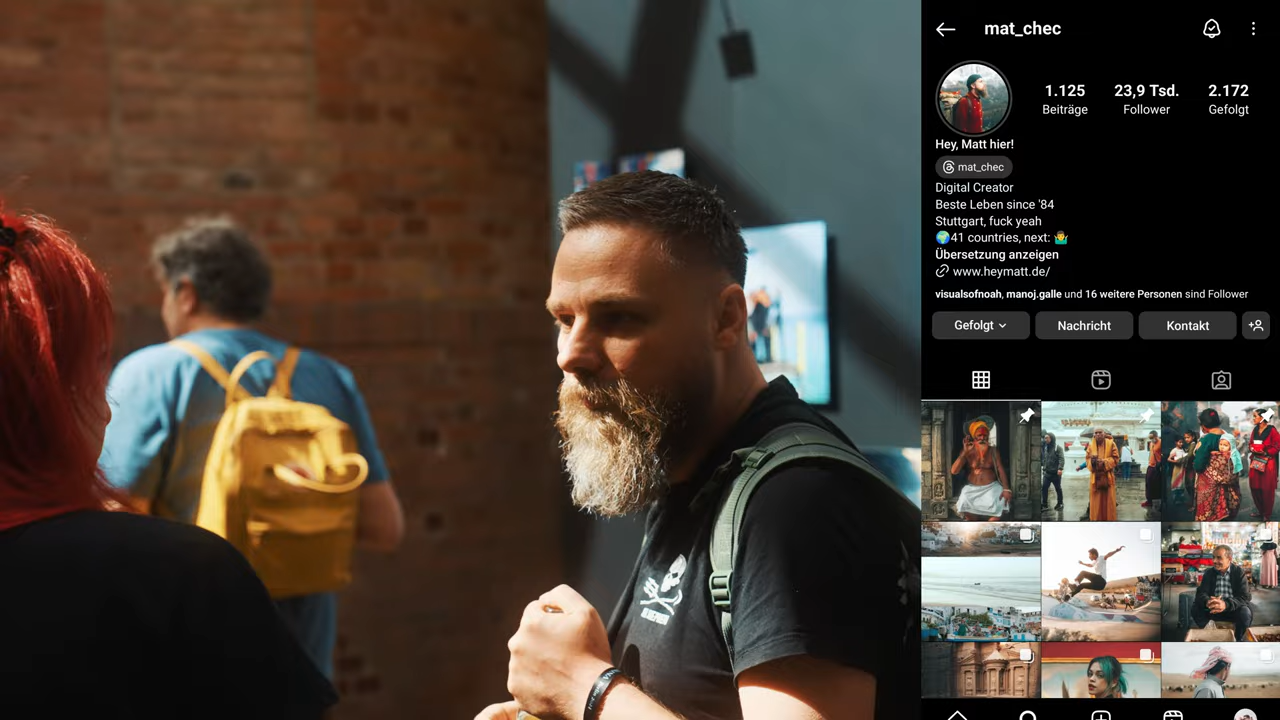 mat_chec
1.125
Beiträge
23,9 Tsd.
Follower
2.172
Gefolgt
Hey, Matt hier!
mat_chec
Digital Creator
Beste Leben since '84
Stuttgart, fuck yeah
🌍41 countries, next: 🤷‍♂️
Übersetzung anzeigen
www.heymatt.de/
visualsofnoah, manoj.galle und 16 weitere Personen sind Follower
Gefolgt
Nachricht
Kontakt